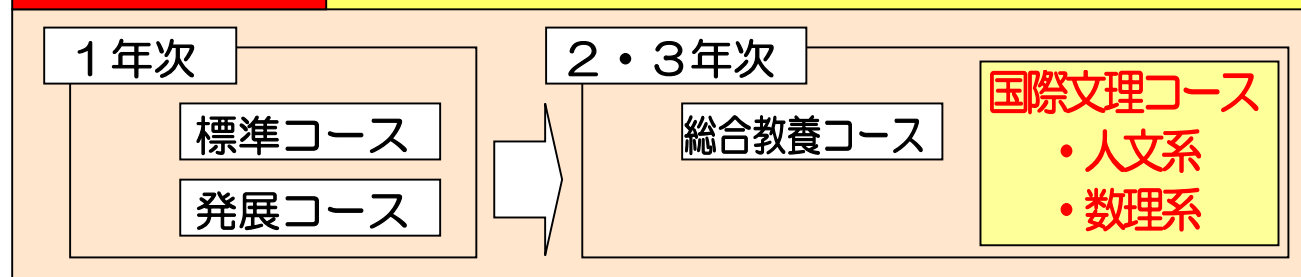 １年次
標準コース
発展コース
２・３年次
総合教養コース
国際文理コース
・人文系
・数理系